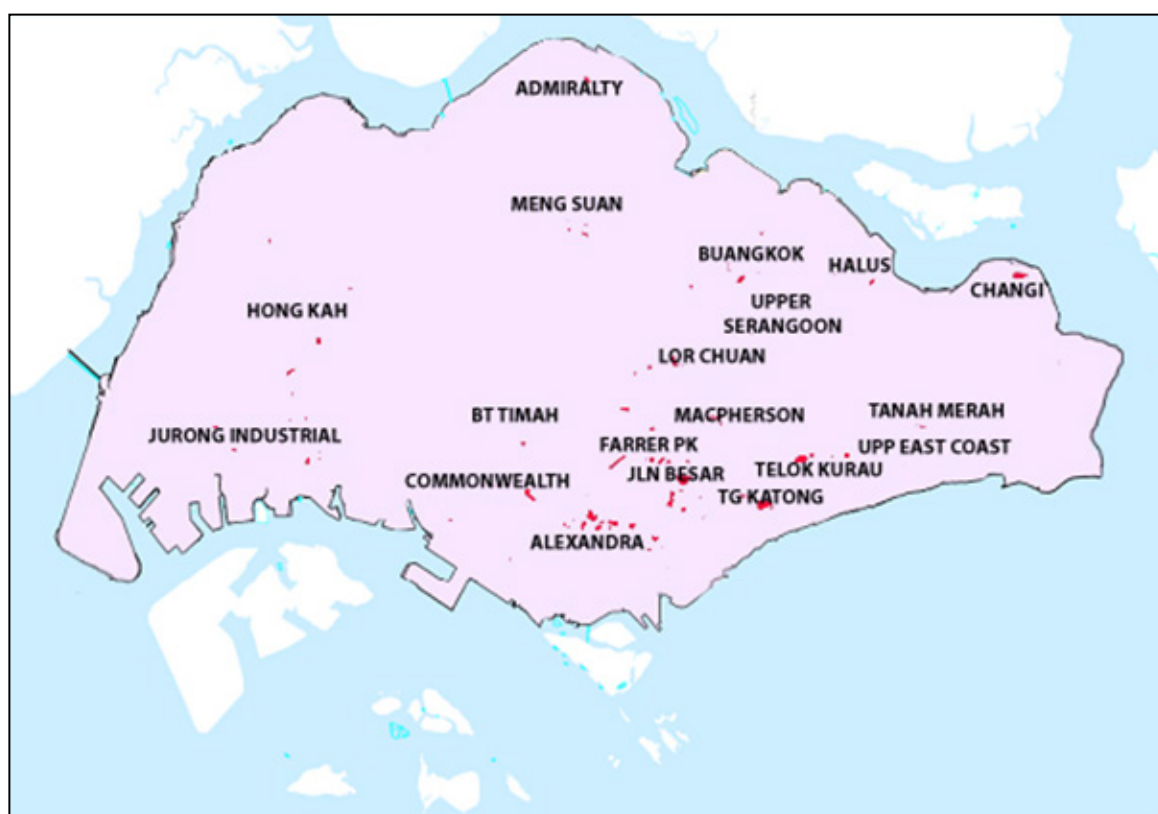 ADMIRALTY
MENG SUAN
BUANGKOK
HALUS
CHANGI
HONG KAH
UPPER
SERANGOON
LOR CHUAN
BT TIMAH
MACPHERSON
TANAH MERAH
JURONG INDUSTRIAL
FARRER PK
UPP EAST COAST
COMMONWEALTH
JLN BESAR
TELOK KURAU
TG KATONG
ALEXANDRA